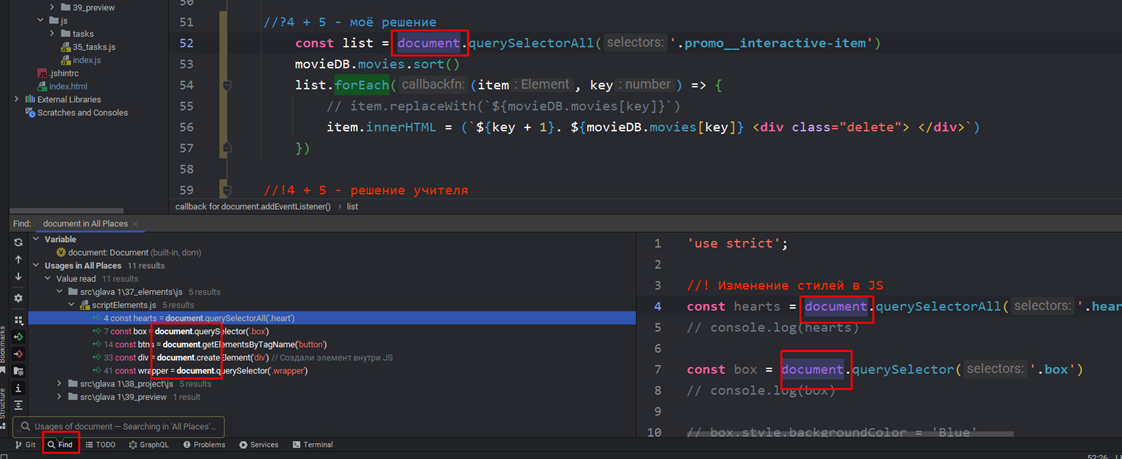 39_preview
js
tasks
35_tasks.js
index.js
.jshintrc
index.html
External Libraries
Scratches and Consoles
50
51 //?4 + 5 - моё решение
52 const list = document.querySelectorAll( selectors: '.promo__interactive-item')
53 movieDB.movies.sort()
54 list.forEach( callbackfn: (item : Element , key : number ) => {
55 // item.replaceWith(`${movieDB.movies[key]}`)
56 item.innerHTML = (`${key + 1}. ${movieDB.movies[key]} <div class="delete"> </div>`)
57 })
58
59 //!4 + 5 - решение учителя
callback for document.addEventListener() › list
Find: document in All Places ×
Variable
document: Document (built-in, dom)
Usages in All Places 11 results
Value read 11 results
src\glava 1\37_elements\js 5 results
scriptElements.js 5 results
4 const hearts = document.querySelectorAll('.heart')
7 const box = document.querySelector('.box')
14 const btns = document.getElementsByTagName('button')
33 const div = document.createElement('div') // Создали элемент внутри JS
41 const wrapper = document.querySelector('.wrapper')
src\glava 1\38_project\js 5 results
src\glava 1\39_preview 1 result
Usages of document — Searching in 'All Places'...
1 'use strict';
2
3 //! Изменение стилей в JS
4 const hearts = document.querySelectorAll( selectors: '.hear
5 // console.log(hearts)
6
7 const box = document.querySelector( selectors: '.box')
8 // console.log(box)
9
10 // box.style.backgroundColor = 'Blue'
Bookmarks
Structure
Git Find TODO GraphQL Problems Services Terminal
52:26